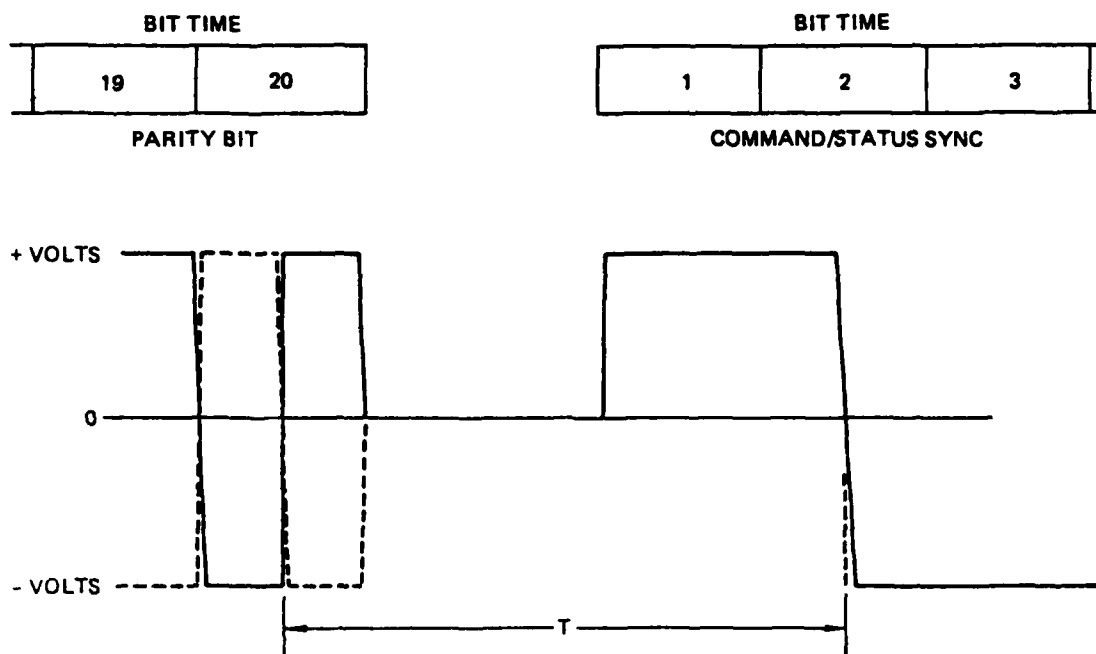 BIT TIME
BIT TIME
19 20
1 2 3
PARITY BIT
COMMAND/STATUS SYNC
+ VOLTS
0
- VOLTS
T